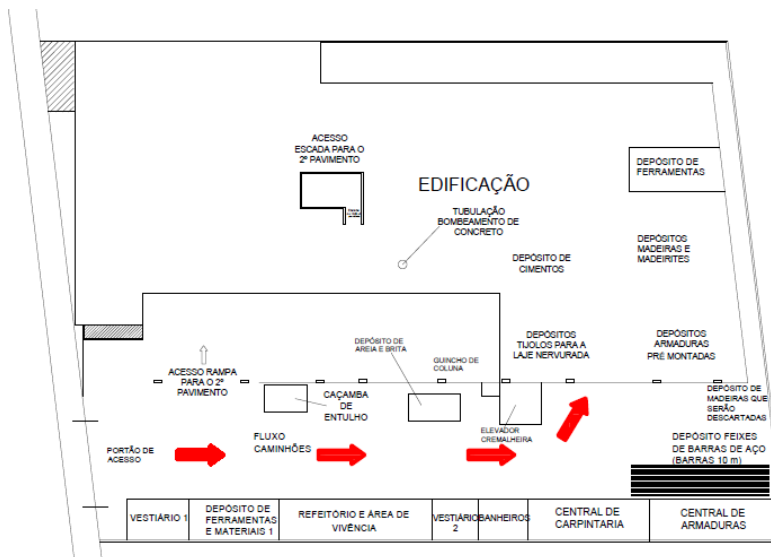 ACESSO
ESCADA PARA O
2º PAVIMENTO
EDIFICAÇÃO
DEPÓSITO DE
FERRAMENTAS
TUBULAÇÃO
BOMBEAMENTO DE
CONCRETO
DEPÓSITO DE
CIMENTOS
DEPÓSITOS
MADEIRAS E
MADEIRITES
DEPÓSITO DE
AREIA E BRITA
GUINCHO DE
COLUNA
DEPÓSITOS
TIJOLOS PARA A
LAJE NERVURADA
DEPÓSITOS
ARMADURAS
PRÉ MONTADAS
ACESSO RAMPA
PARA O 2º
PAVIMENTO
CAÇAMBA
DE
ENTULHO
DEPÓSITO DE
MADEIRAS QUE
SERÃO
DESCARTADAS
PORTÃO DE
ACESSO
FLUXO
CAMINHÕES
ELEVADOR
CREMALHEIRA
DEPÓSITO FEIXES
DE BARRAS DE AÇO
(BARRAS 10 m)
VESTIÁRIO 1
DEPÓSITO DE
FERRAMENTAS
E MATERIAIS 1
REFEITÓRIO E ÁREA DE
VIVÊNCIA
VESTIÁRIO
2
BANHEIROS
CENTRAL DE
CARPINTARIA
CENTRAL DE
ARMADURAS